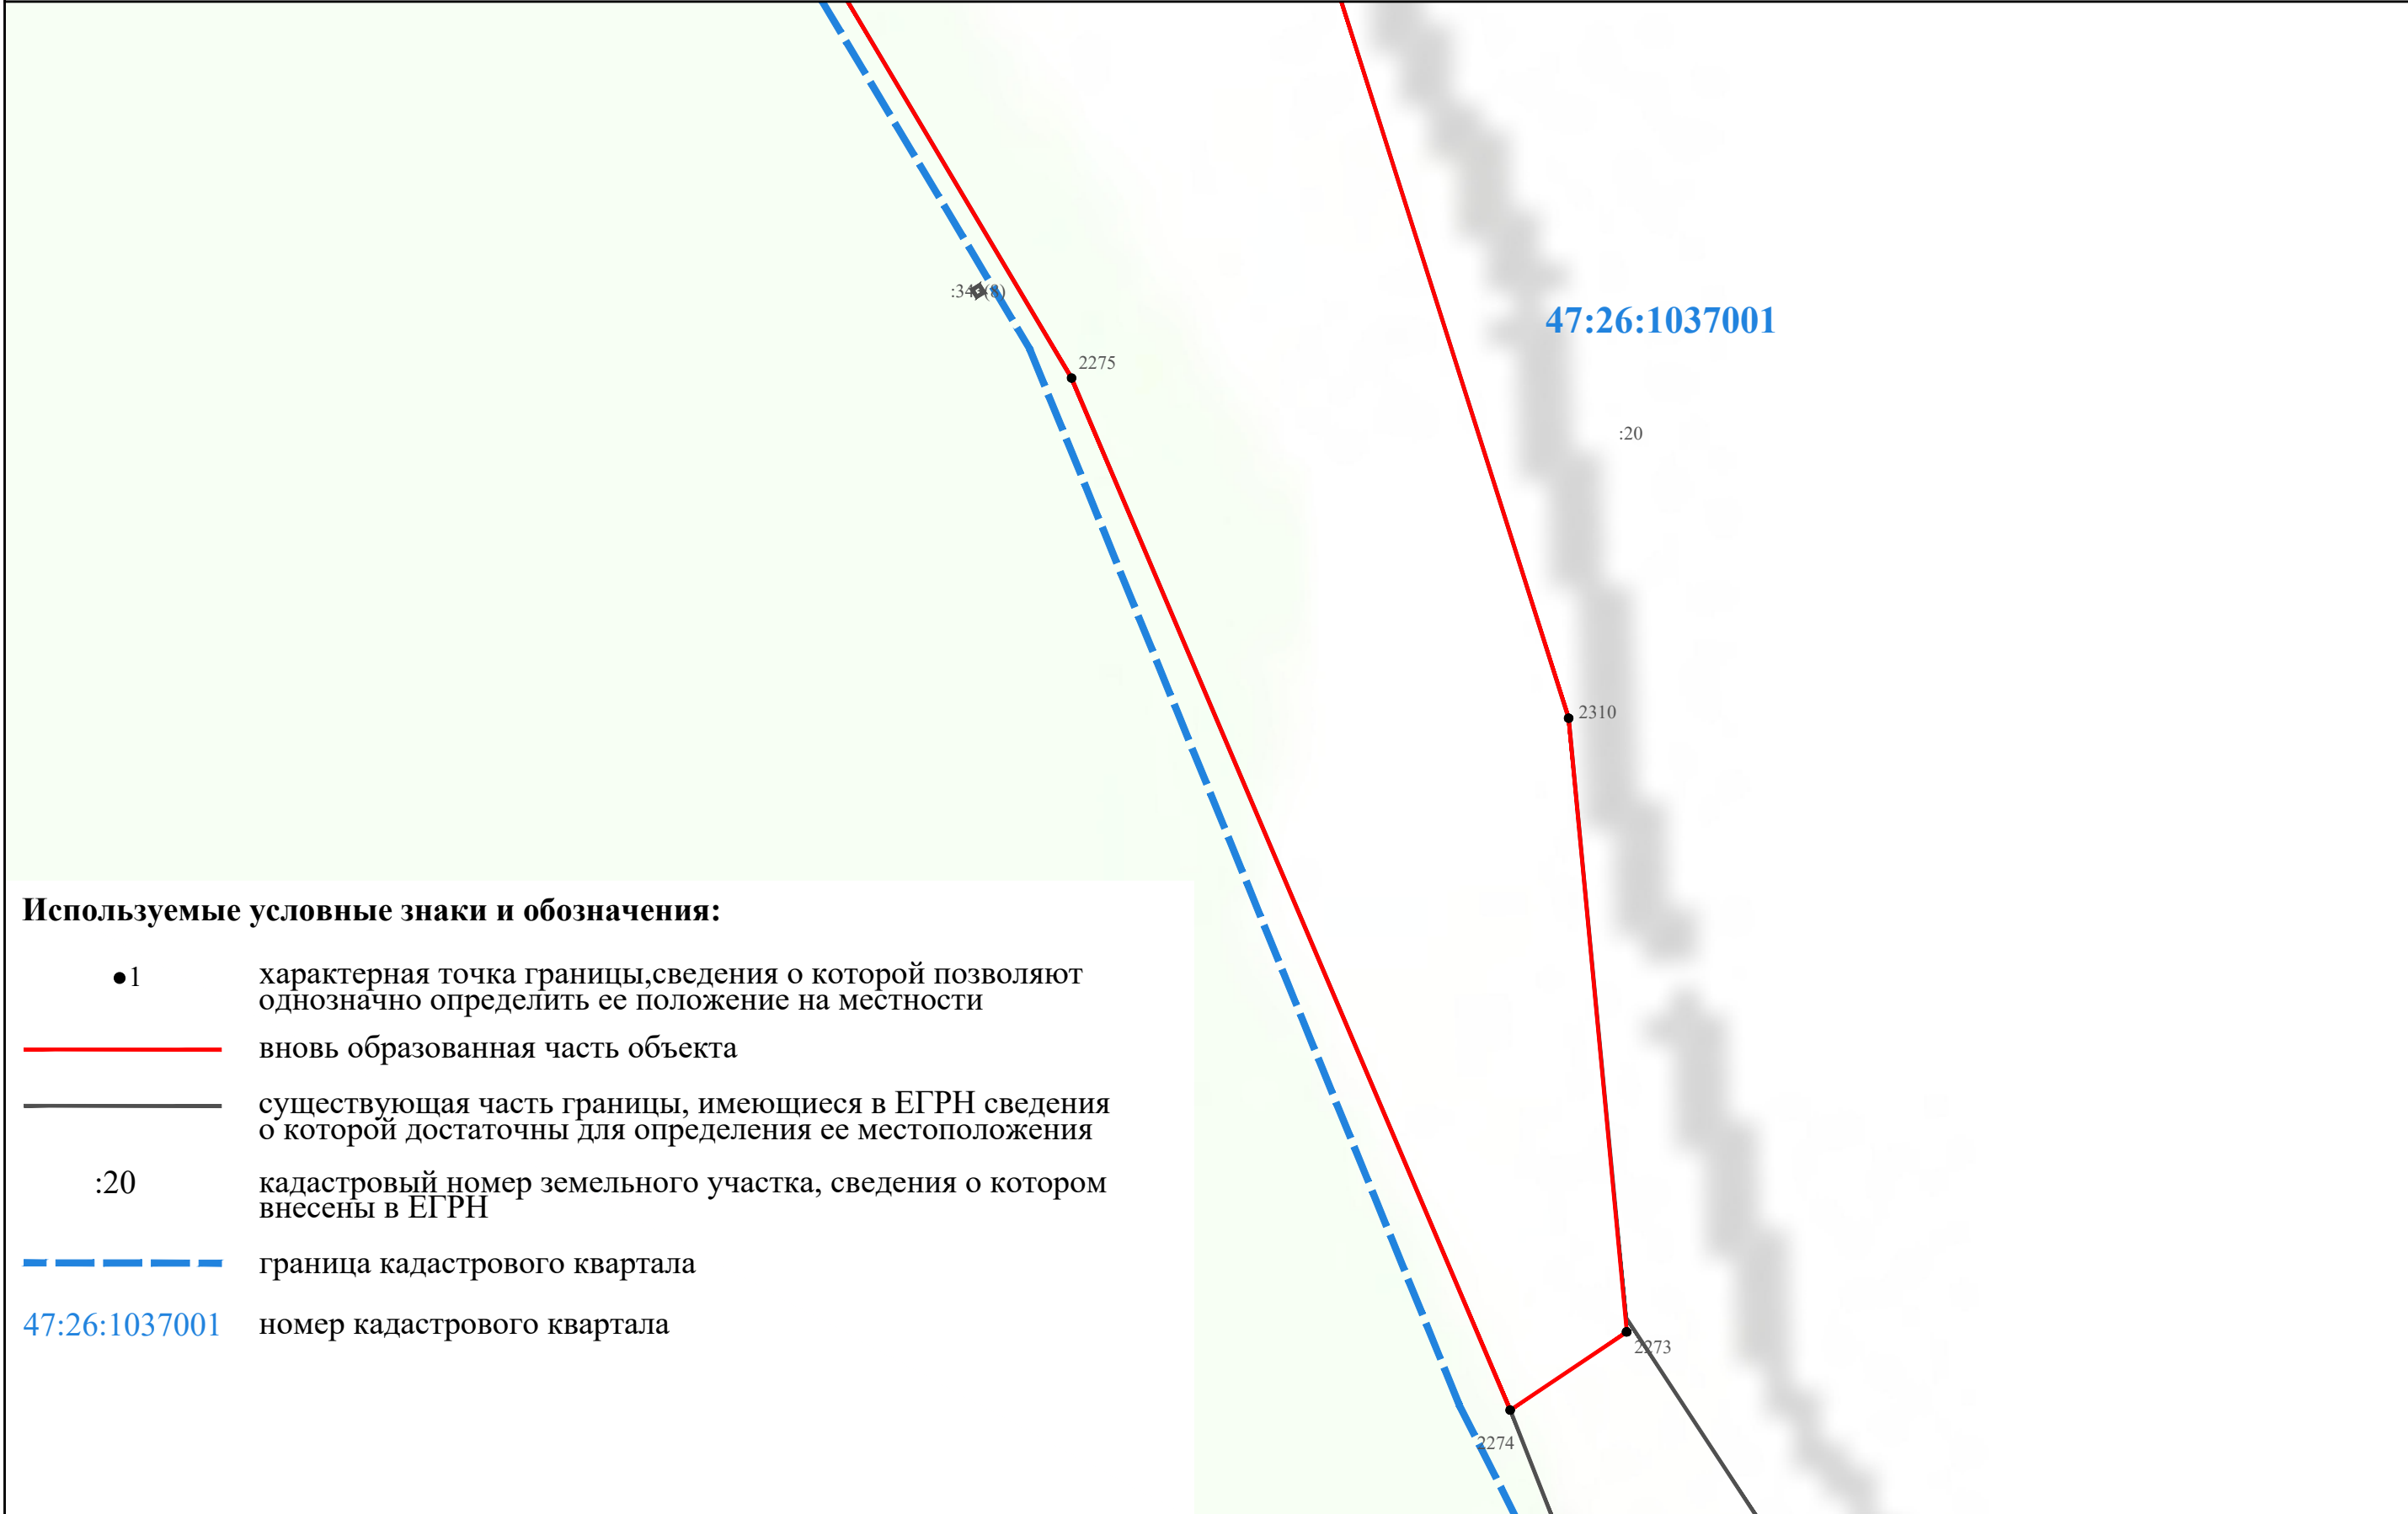 47:26:1037001
2275
:20
2310
Используемые условные знаки и обозначения:
●1 характерная точка границы,сведения о которой позволяют
однозначно определить ее положение на местности
вновь образованная часть объекта
существующая часть границы, имеющиеся в ЕГРН сведения
о которой достаточны для определения ее местоположения
:20 кадастровый номер земельного участка, сведения о котором
внесены в ЕГРН
граница кадастрового квартала
47:26:1037001 номер кадастрового квартала
2273
2274